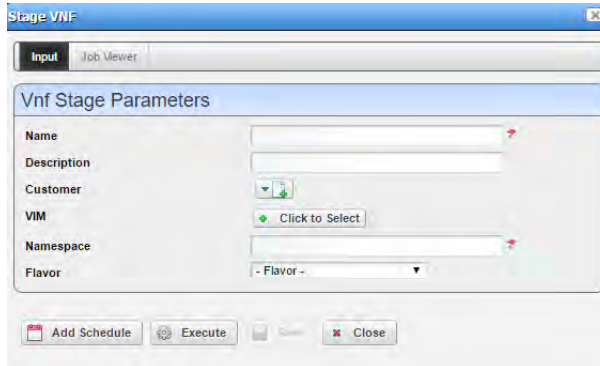 Stage VNF
Input Job Viewer
Vnf Stage Parameters
Name
Description
Customer
VIM Click to Select
Namespace
Flavor - Flavor -
Add Schedule Execute Save Close